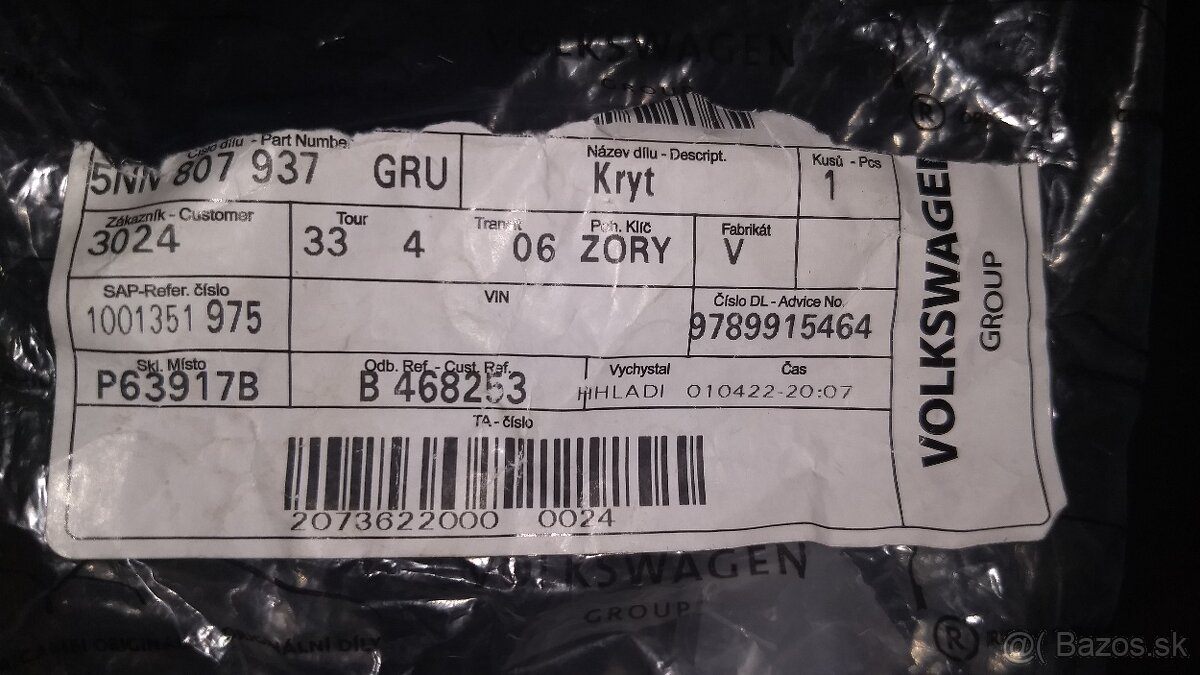 VOLKSWAGEN
GROUP
Číslo dílu - Part Numbe
5NN 807 937 GRU
Název dílu - Descript.
Kryt
Kusů - Pcs
1
Zákazník - Customer
3024
Tour
33 4
Transit
06
Poh. Klíč
ZORY
Fabrikát
V
SAP-Refer. číslo
1001351 975
VIN
Číslo DL - Advice No.
9789915464
Skl. Místo
P63917B
Odb. Ref. - Cust. Ref.
B 468253
Vychystal
HHLADI
Čas
010422-20:07
TA - číslo
2073622000 0024
VOLKSWAGEN
GROUP
VOLKSWAGEN
GROUP
@( Bazos.sk